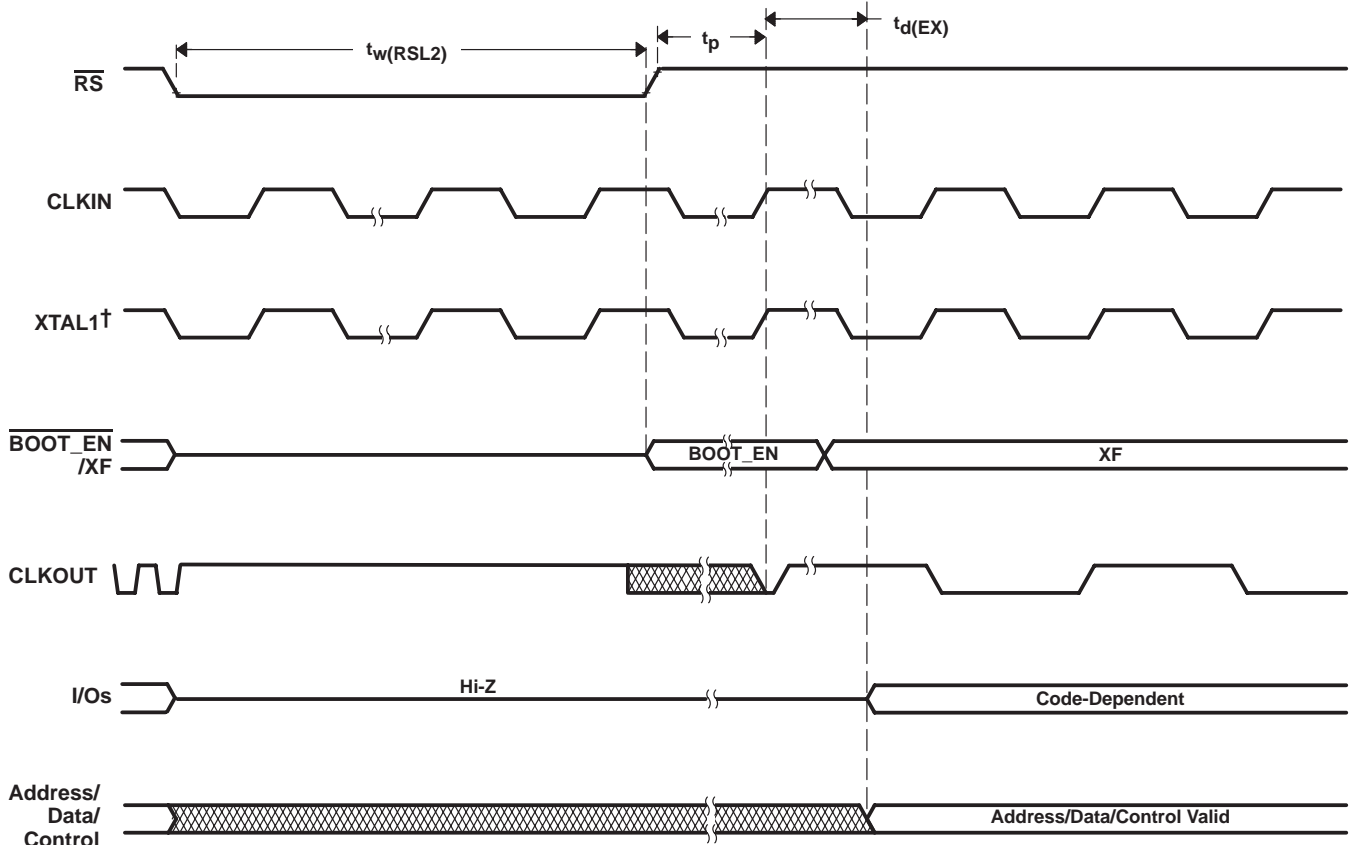 tw(RSL2)
tp
td(EX)
RS
CLKIN
XTAL1†
BOOT_EN
/XF
BOOT_EN
XF
CLKOUT
I/Os
Hi-Z
Code-Dependent
Address/
Data/
Control
Address/Data/Control Valid